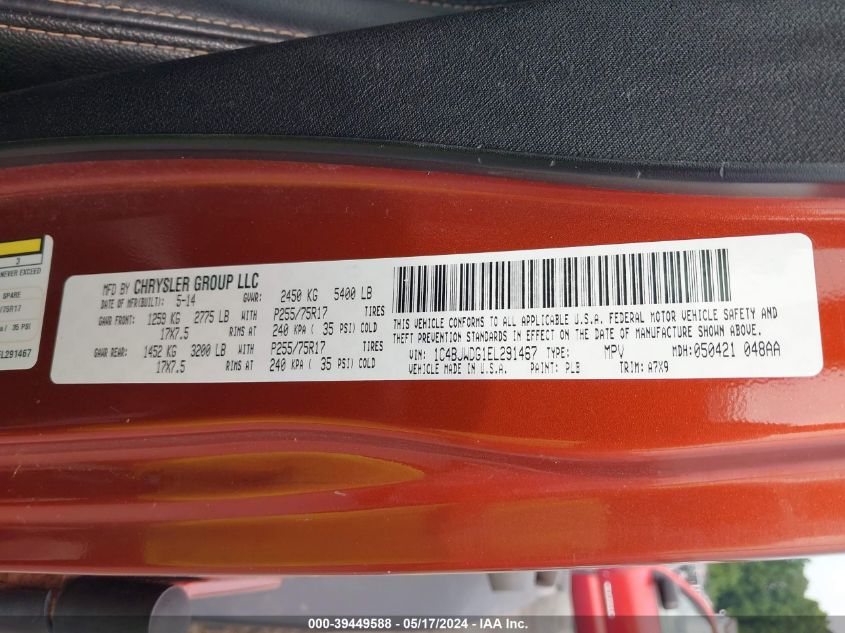 3
NEVER EXCEED
SPARE
/75R17
a / 35 PSI
EL291467
MFD BY CHRYSLER GROUP LLC
DATE OF MFR(BUILT): 5-14 GVWR: 2450 KG 5400 LB
GAWR FRONT: 1259 KG 2775 LB WITH P255/75R17 TIRES
17X7.5 RIMS AT 240 KPA ( 35 PSI) COLD
GAWR REAR: 1452 KG 3200 LB WITH P255/75R17 TIRES
17X7.5 RIMS AT 240 KPA ( 35 PSI) COLD
THIS VEHICLE CONFORMS TO ALL APPLICABLE U.S.A. FEDERAL MOTOR VEHICLE SAFETY AND
THEFT PREVENTION STANDARDS IN EFFECT ON THE DATE OF MANUFACTURE SHOWN ABOVE.
VIN: 1C4BJWDG1EL291467 TYPE: MPV MDH: 050421 048AA
VEHICLE MADE IN U.S.A. PAINT: PLB TRIM: A7X9
000-39449588 - 05/17/2024 - IAA Inc.